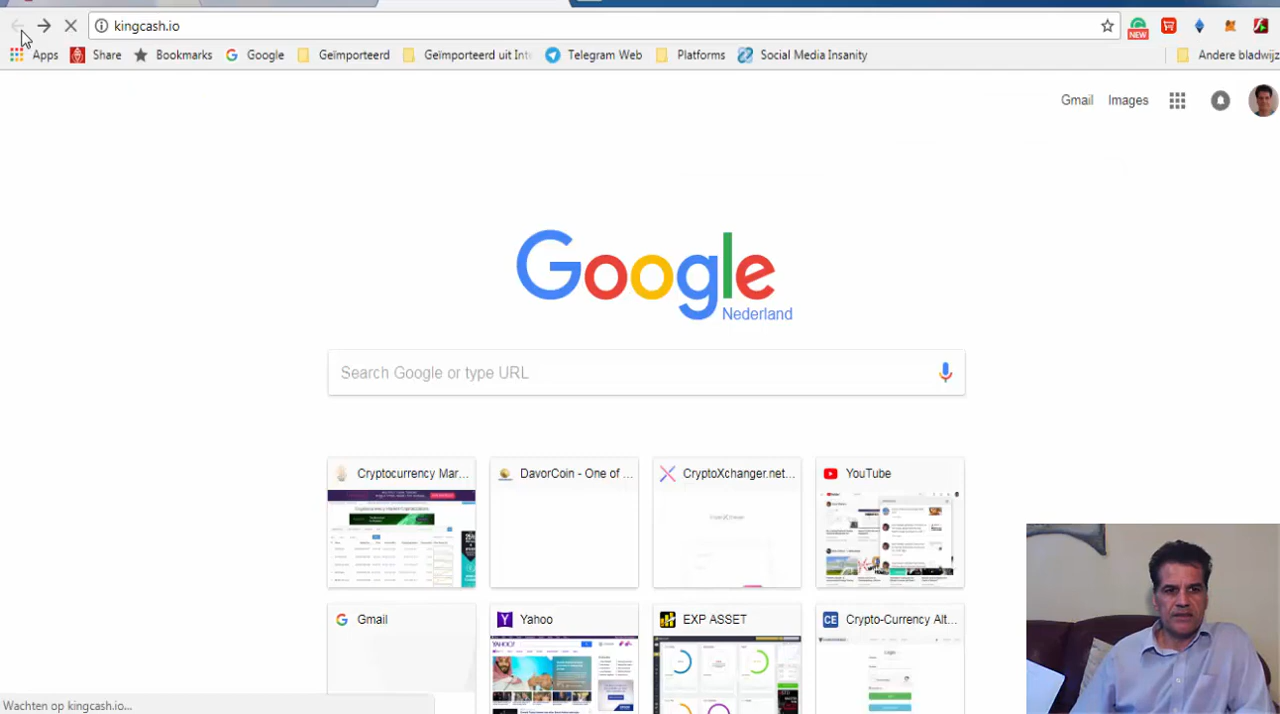 kingcash.io
NEW
Apps Share Bookmarks Google Geïmporteerd Geïmporteerd uit Int Telegram Web Platforms Social Media Insanity Andere bladwijz
Gmail Images
Google
Nederland
Search Google or type URL
Cryptocurrency Mar... DavorCoin - One of ... CryptoXchanger.net... YouTube
Gmail Yahoo EXP ASSET CE Crypto-Currency Alt...
Wachten op kingcash.io...